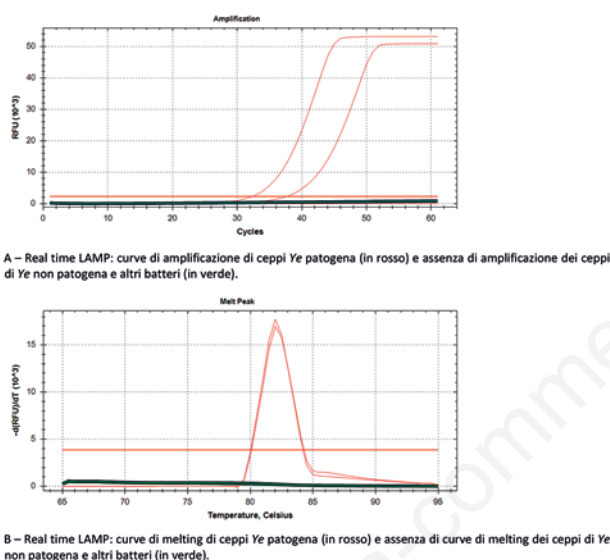 Amplification
50
40
30
20
10
0
RFU (10^3)
0 10 20 30 40 50 60
Cycles
A – Real time LAMP: curve di amplificazione di ceppi Ye patogena (in rosso) e assenza di amplificazione dei ceppi
di Ye non patogena e altri batteri (in verde).
Melt Peak
15
10
5
0
-d(RFU)/dT (10^3)
65 70 75 80 85 90 95
Temperature, Celsius
B – Real time LAMP: curve di melting di ceppi Ye patogena (in rosso) e assenza di curve di melting dei ceppi di Ye
non patogena e altri batteri (in verde).